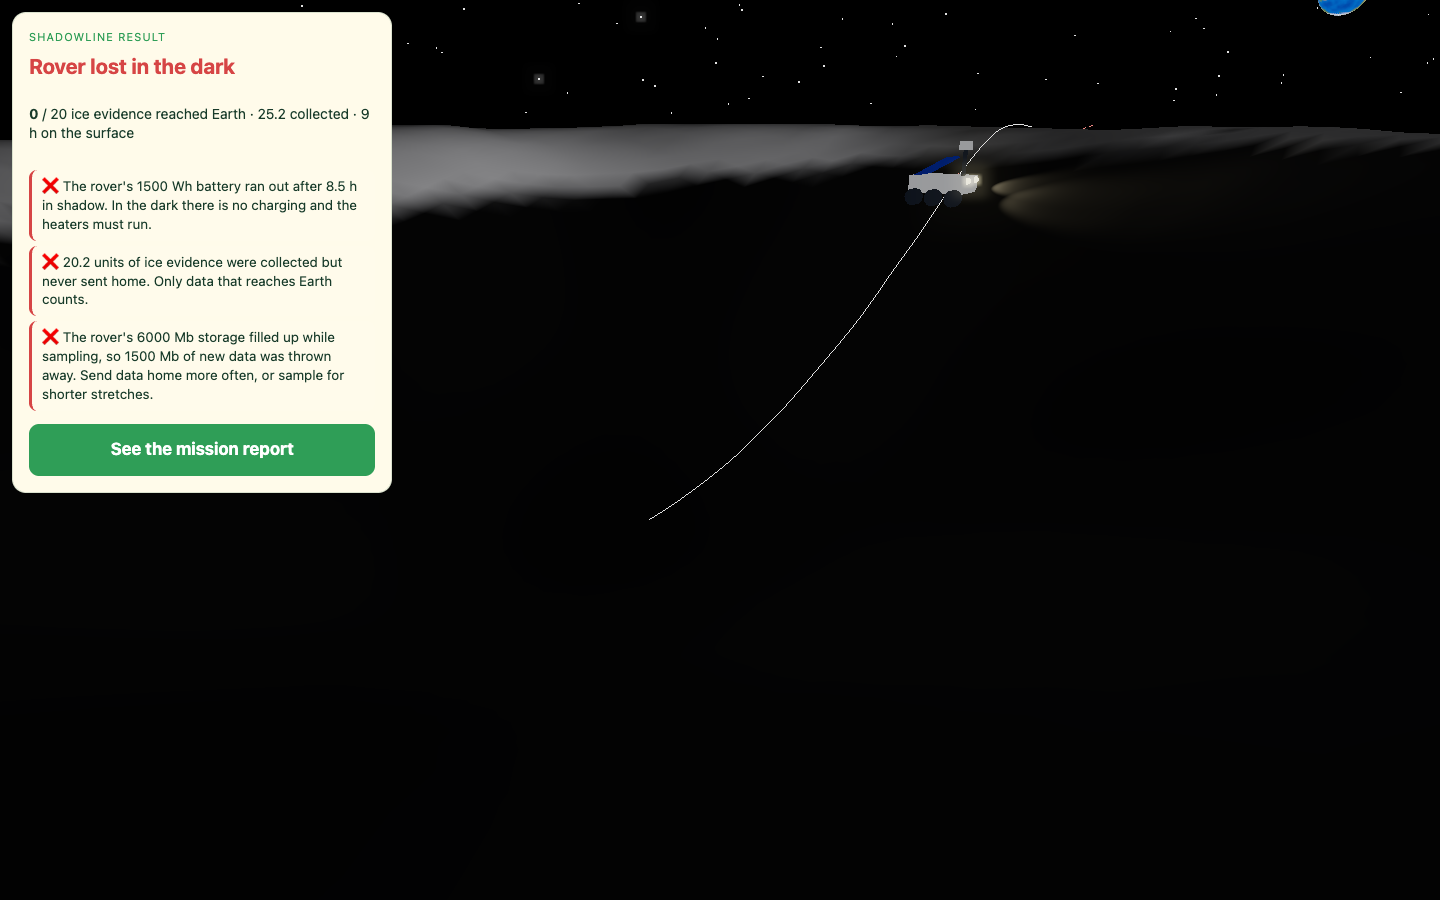 SHADOWLINE RESULT
Rover lost in the dark
0 / 20 ice evidence reached Earth · 25.2 collected · 9
h on the surface
❌ The rover's 1500 Wh battery ran out after 8.5 h
in shadow. In the dark there is no charging and the
heaters must run.
❌ 20.2 units of ice evidence were collected but
never sent home. Only data that reaches Earth
counts.
❌ The rover's 6000 Mb storage filled up while
sampling, so 1500 Mb of new data was thrown
away. Send data home more often, or sample for
shorter stretches.
See the mission report